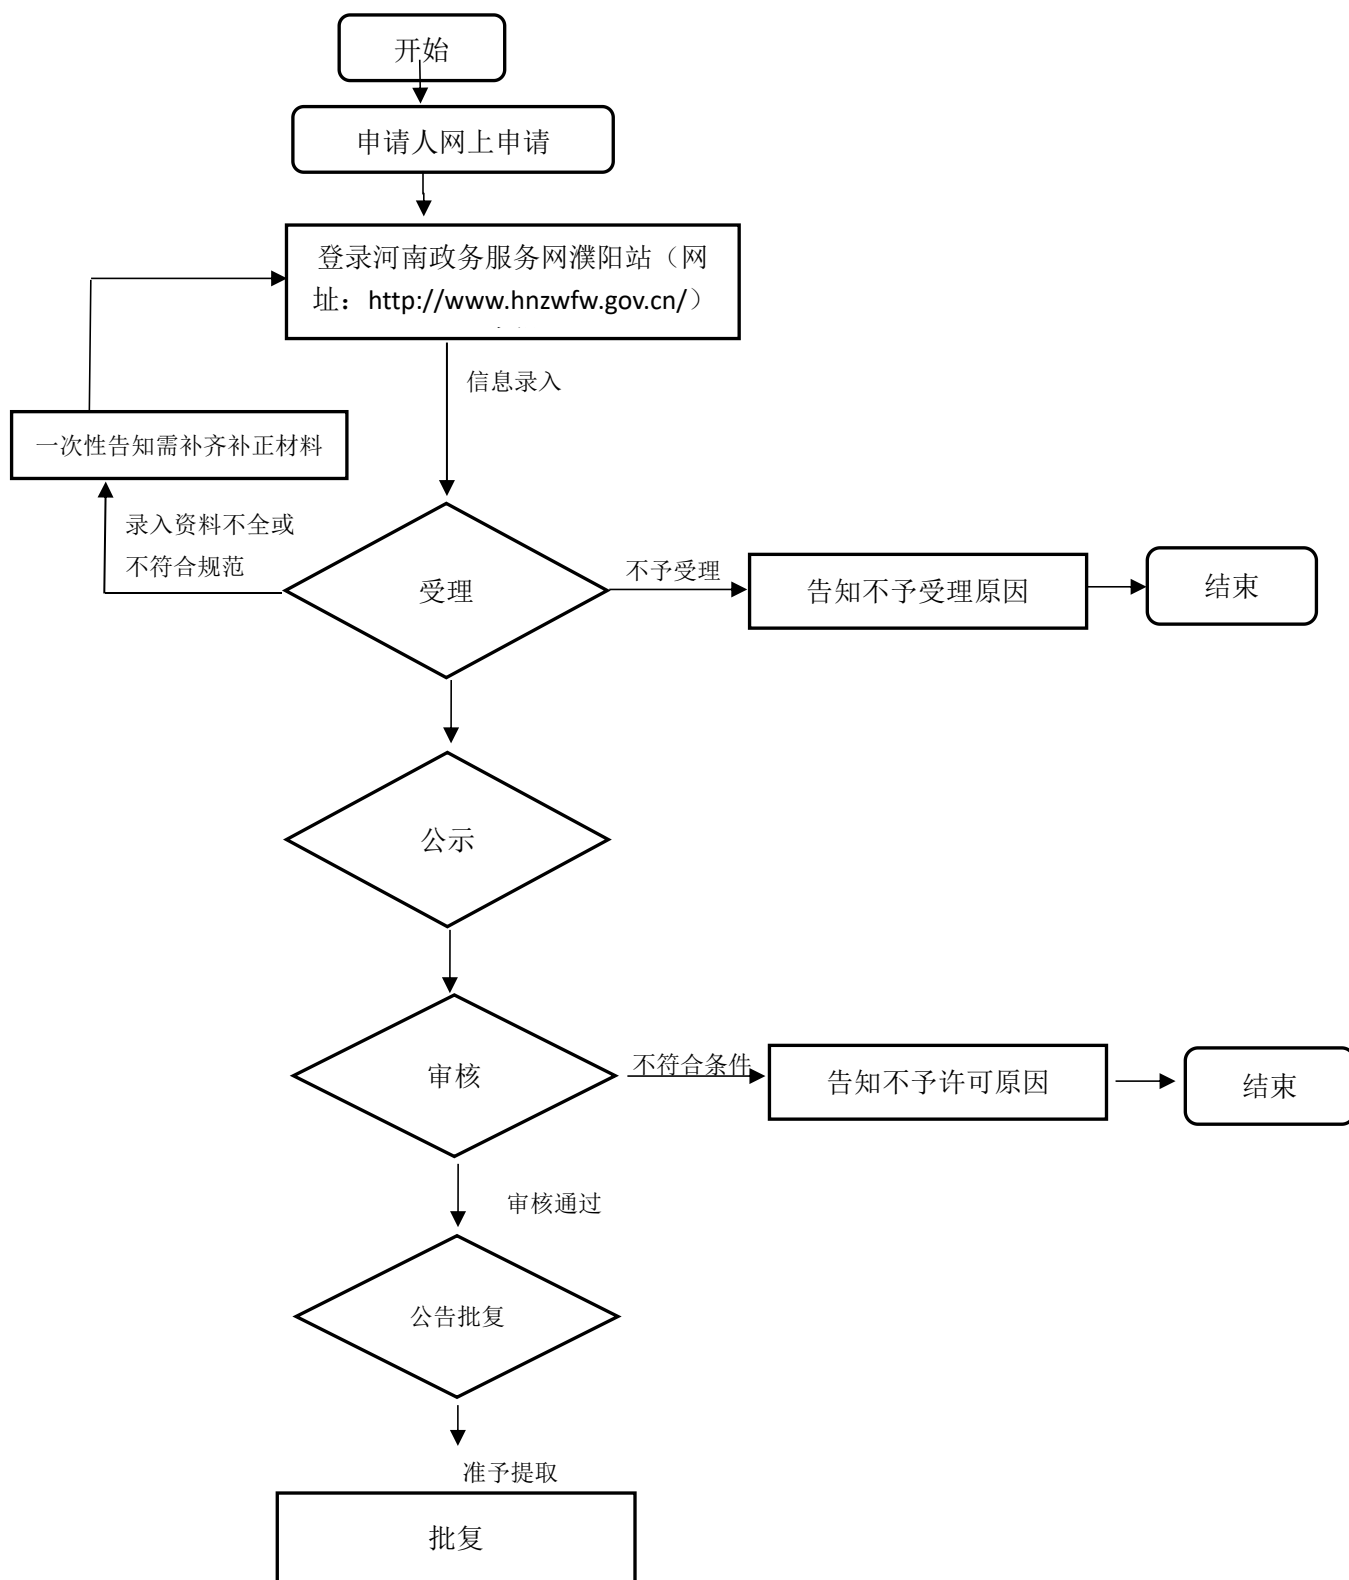 开始
申请人网上申请
登录河南政务服务网濮阳站（网
址：http://www.hnzwfw.gov.cn/）
信息录入
一次性告知需补齐补正材料
录入资料不全或
不符合规范
受理
不予受理
告知不予受理原因
结束
公示
审核
不符合条件
告知不予许可原因
结束
审核通过
公告批复
准予提取
批复